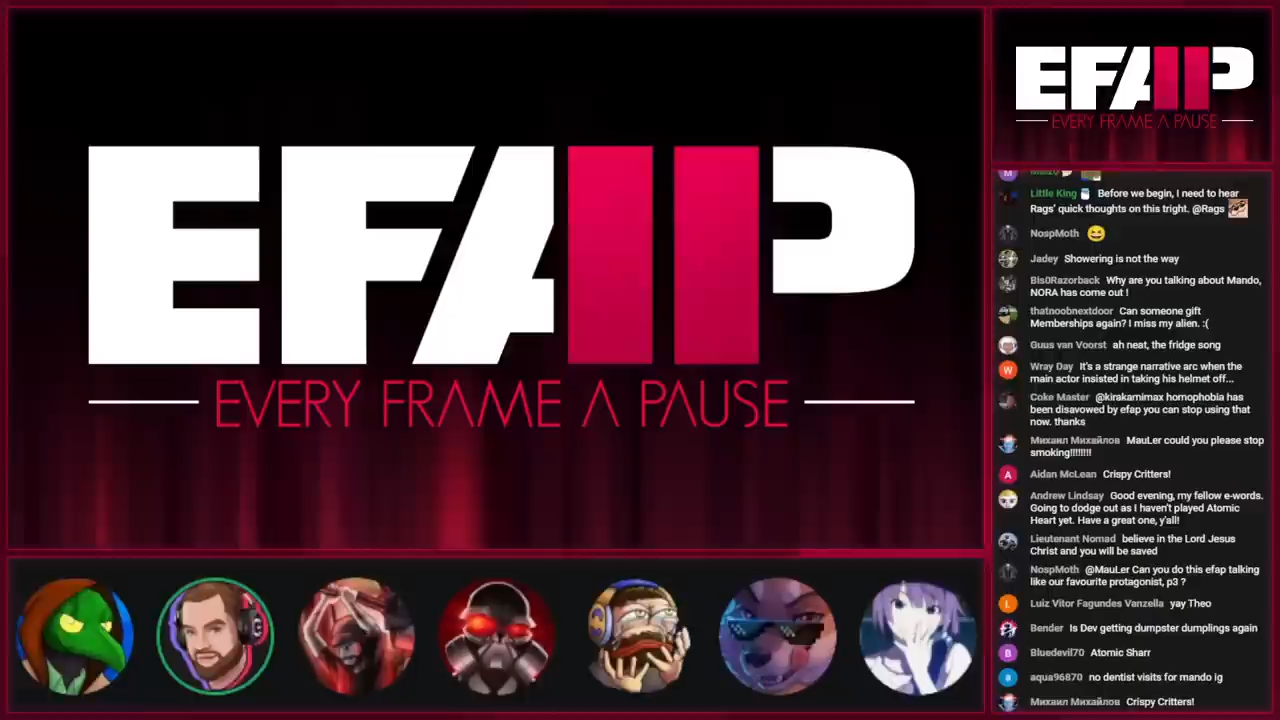 EFAP
EVERY FRAME A PAUSE
EFAP
EVERY FRAME A PAUSE
Little King Before we begin, I need to hear
Rags' quick thoughts on this tright. @Rags
NospMoth
Jadey Showering is not the way
Bis0Razorback Why are you talking about Mando,
NORA has come out !
thatnoobnextdoor Can someone gift
Memberships again? I miss my alien. :(
Guus van Voorst ah neat, the fridge song
W
Wray Day It's a strange narrative arc when the
main actor insisted in taking his helmet off...
Coke Master @kirakamimax homophobia has
been disavowed by efap you can stop using that
now. thanks
Михаил Михайлов MauLer could you please stop
smoking!!!!!!!!
A
Aidan McLean Crispy Critters!
Andrew Lindsay Good evening, my fellow e-words.
Going to dodge out as I haven't played Atomic
Heart yet. Have a great one, y'all!
Lieutenant Nomad believe in the Lord Jesus
Christ and you will be saved
NospMoth @MauLer Can you do this efap talking
like our favourite protagonist, p3 ?
L
Luiz Vitor Fagundes Vanzella yay Theo
Bender Is Dev getting dumpster dumplings again
B
Bluedevil70 Atomic Sharr
a
aqua96870 no dentist visits for mando ig
Михаил Михайлов Crispy Critters!